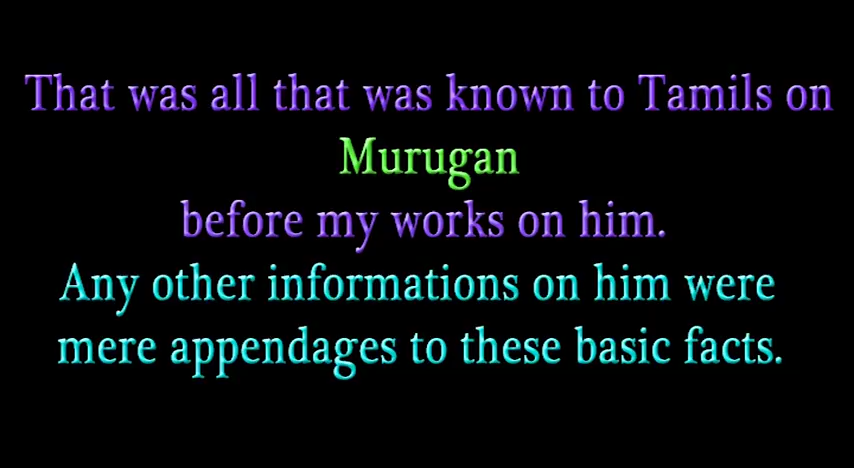 That was all that was known to Tamils on
Murugan
before my works on him.
Any other informations on him were
mere appendages to these basic facts.